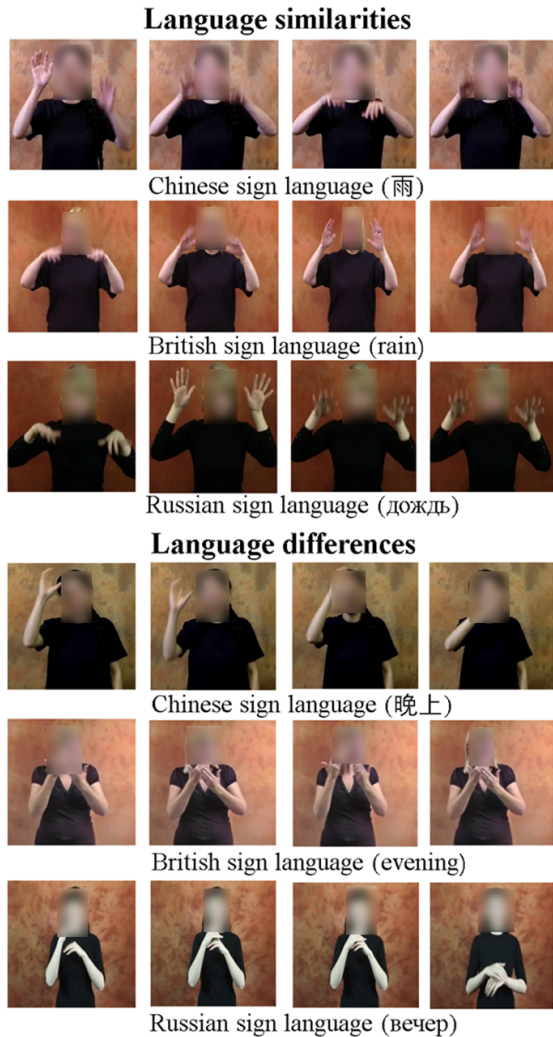 Language similarities
Chinese sign language (雨)
British sign language (rain)
Russian sign language (дождь)
Language differences
Chinese sign language (晚上)
British sign language (evening)
Russian sign language (вечер)